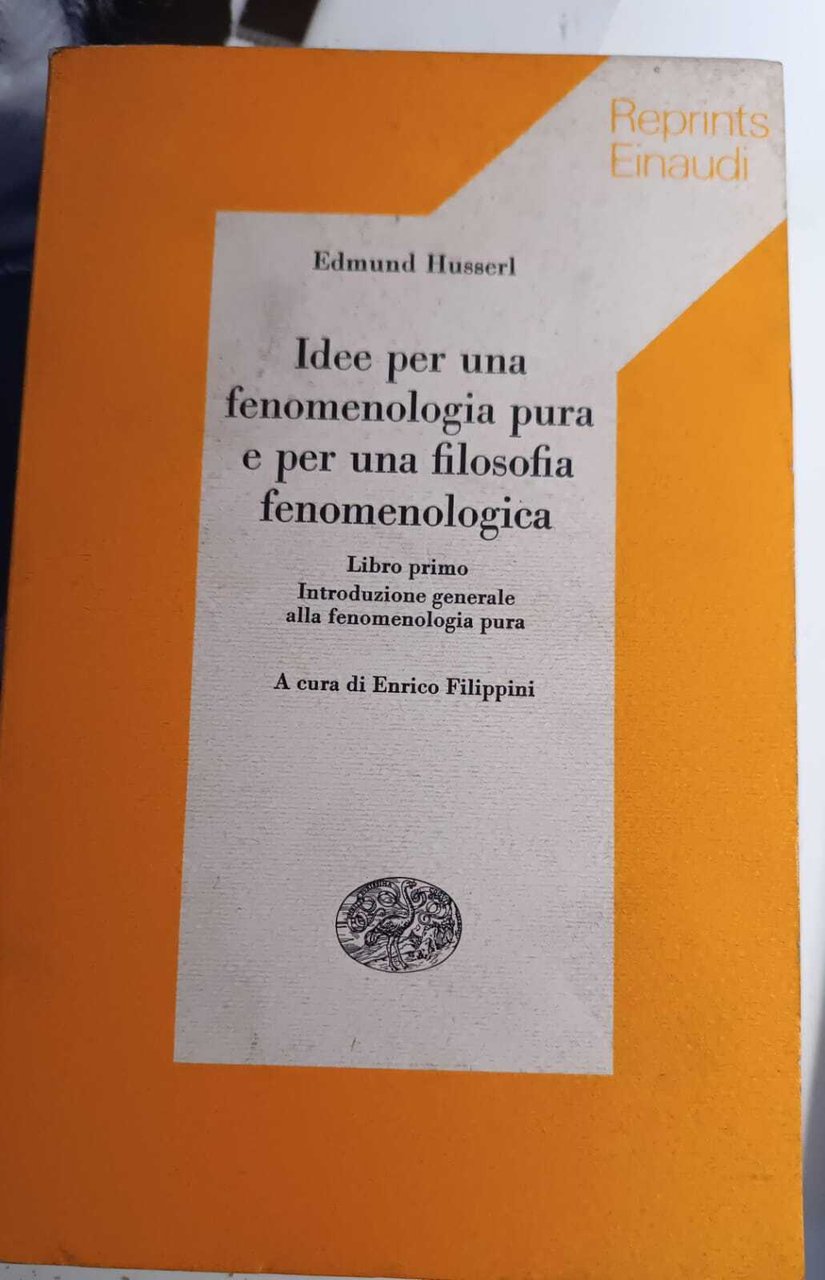 Reprints
Einaudi
Edmund Husserl
Idee per una
fenomenologia pura
e per una filosofia
fenomenologica
Libro primo
Introduzione generale
alla fenomenologia pura
A cura di Enrico Filippini